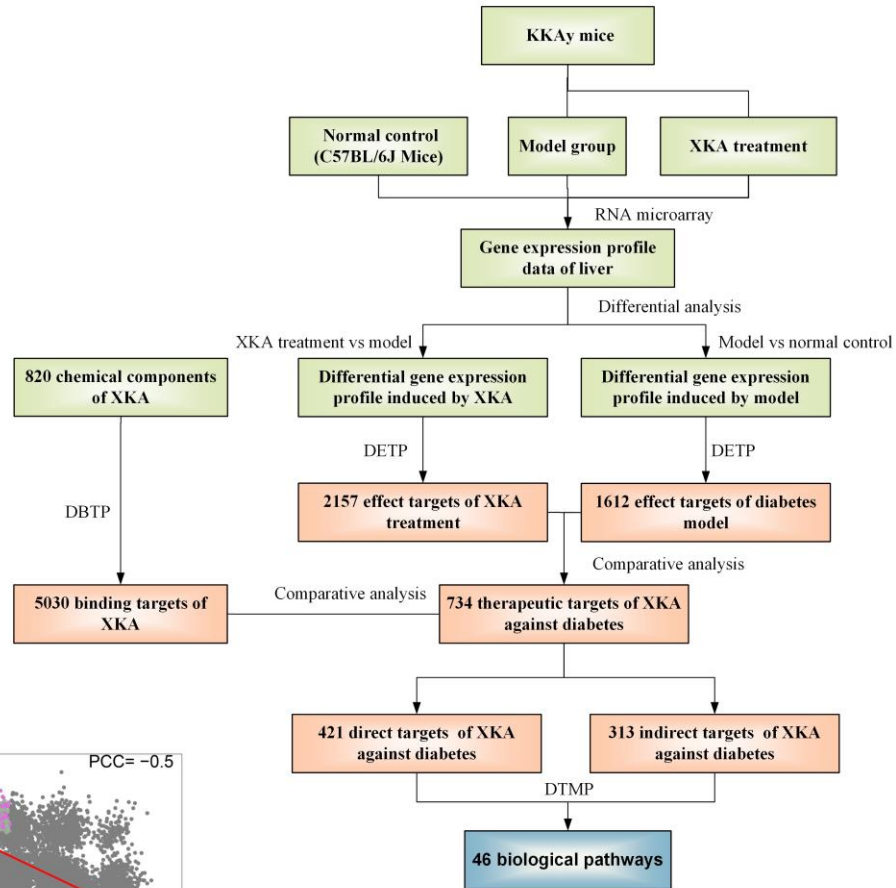 KKAy mice
Normal control
(C57BL/6J Mice)
Model group
XKA treatment
RNA microarray
Gene expression profile
data of liver
Differential analysis
XKA treatment vs model
Model vs normal control
820 chemical components
of XKA
Differential gene expression
profile induced by XKA
Differential gene expression
profile induced by model
DBTP
DETP
DETP
2157 effect targets of XKA
treatment
1612 effect targets of diabetes
model
Comparative analysis
5030 binding targets of
XKA
Comparative analysis
734 therapeutic targets of XKA
against diabetes
421 direct targets of XKA
against diabetes
313 indirect targets of XKA
against diabetes
DTMP
46 biological pathways
PCC= −0.5